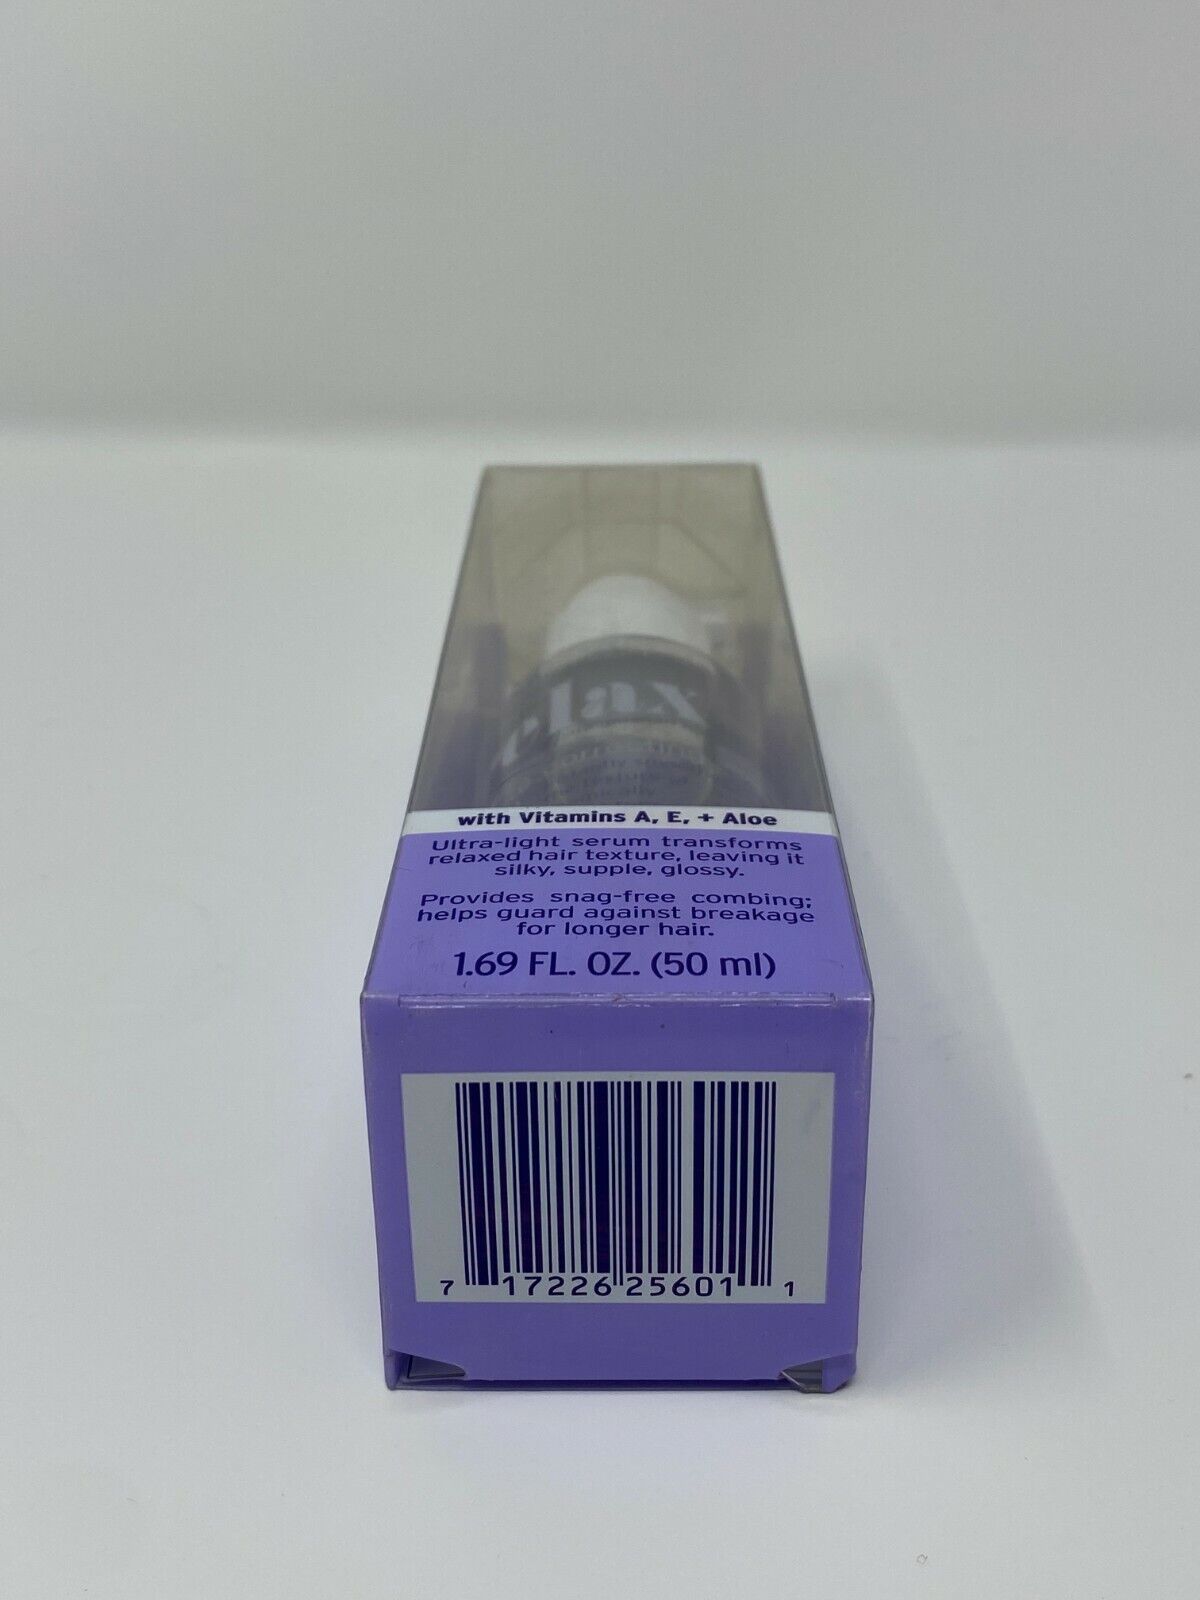 elax
with Vitamins A, E, + Aloe
Ultra-light serum transforms
relaxed hair texture, leaving it
silky, supple, glossy.
Provides snag-free combing;
helps guard against breakage
for longer hair.
1.69 FL. OZ. (50 ml)
7 17226 25601 1